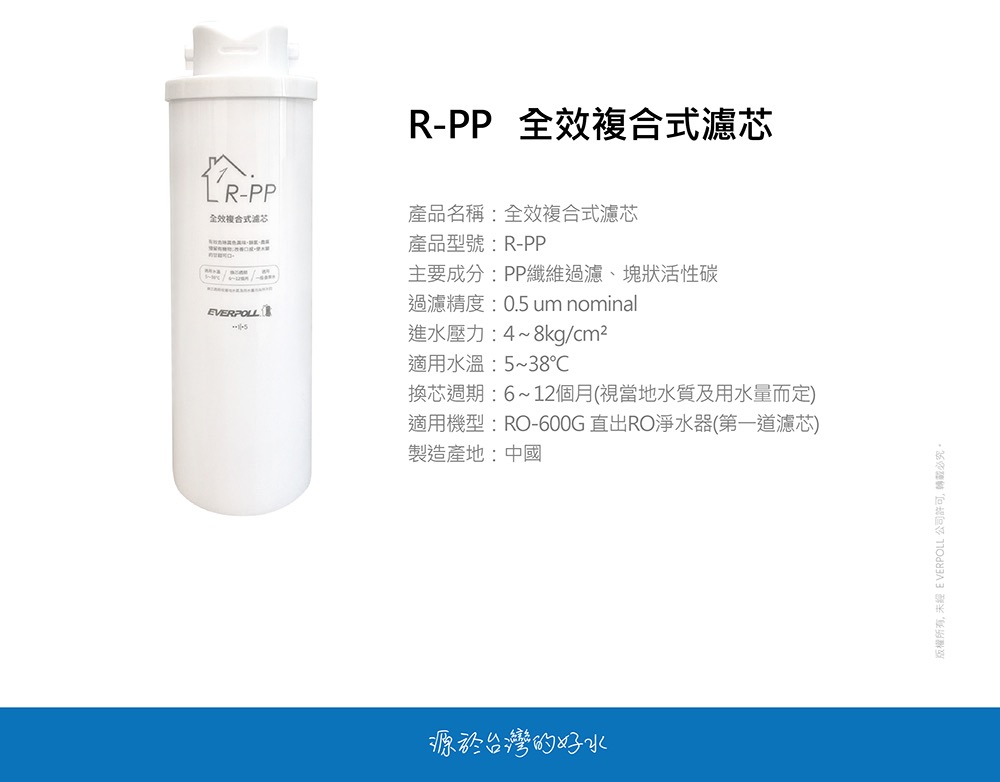 R-PP 全效複合式濾芯
產品名稱：全效複合式濾芯
產品型號：R-PP
主要成分：PP纖維過濾、塊狀活性碳
過濾精度：0.5 um nominal
進水壓力：4～8kg/cm²
適用水溫：5~38℃
換芯週期：6～12個月(視當地水質及用水量而定)
適用機型：RO-600G 直出RO淨水器(第一道濾芯)
製造產地：中國
1
R-PP
全效複合式濾芯
EVERPOLL
版權所有, 未經 EVERPOLL 公司許可, 轉載必究。
源於台灣的好水